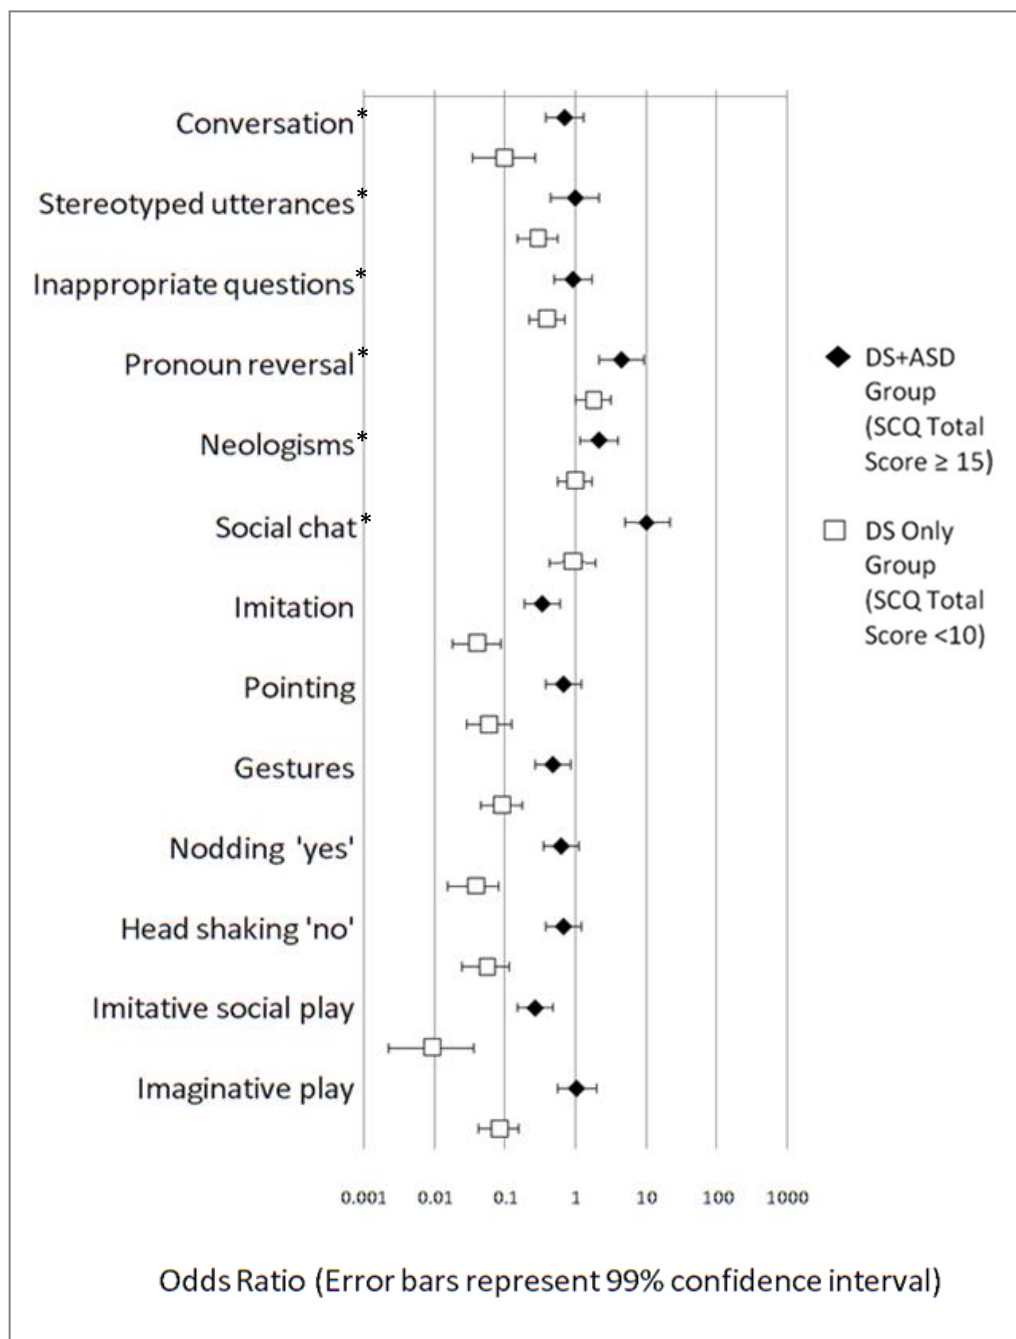 Conversation*
Stereotyped utterances*
Inappropriate questions*
Pronoun reversal*
Neologisms*
Social chat*
Imitation
Pointing
Gestures
Nodding 'yes'
Head shaking 'no'
Imitative social play
Imaginative play
DS+ASD
Group
(SCQ Total
Score ≥ 15)
DS Only
Group
(SCQ Total
Score <10)
0.001 0.01 0.1 1 10 100 1000
Odds Ratio (Error bars represent 99% confidence interval)